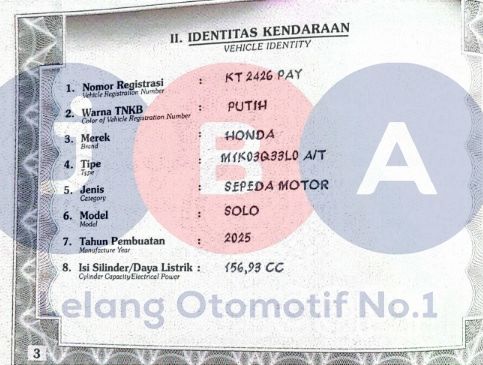 II. IDENTITAS KENDARAAN
VEHICLE IDENTITY
1. Nomor Registrasi : KT 2426 PAY
Vehicle Registration Number
2. Warna TNKB : PUTIH
Color of Vehicle Registration Number
3. Merek : HONDA
Brand
4. Tipe : M1K03Q33L0 A/T
Type
5. Jenis : SEPEDA MOTOR
Category
6. Model : SOLO
Model
7. Tahun Pembuatan : 2025
Manufacture Year
8. Isi Silinder/Daya Listrik : 156,93 CC
Cylinder Capacity/Electrical Power
JBA
Lelang Otomotif No.1
3